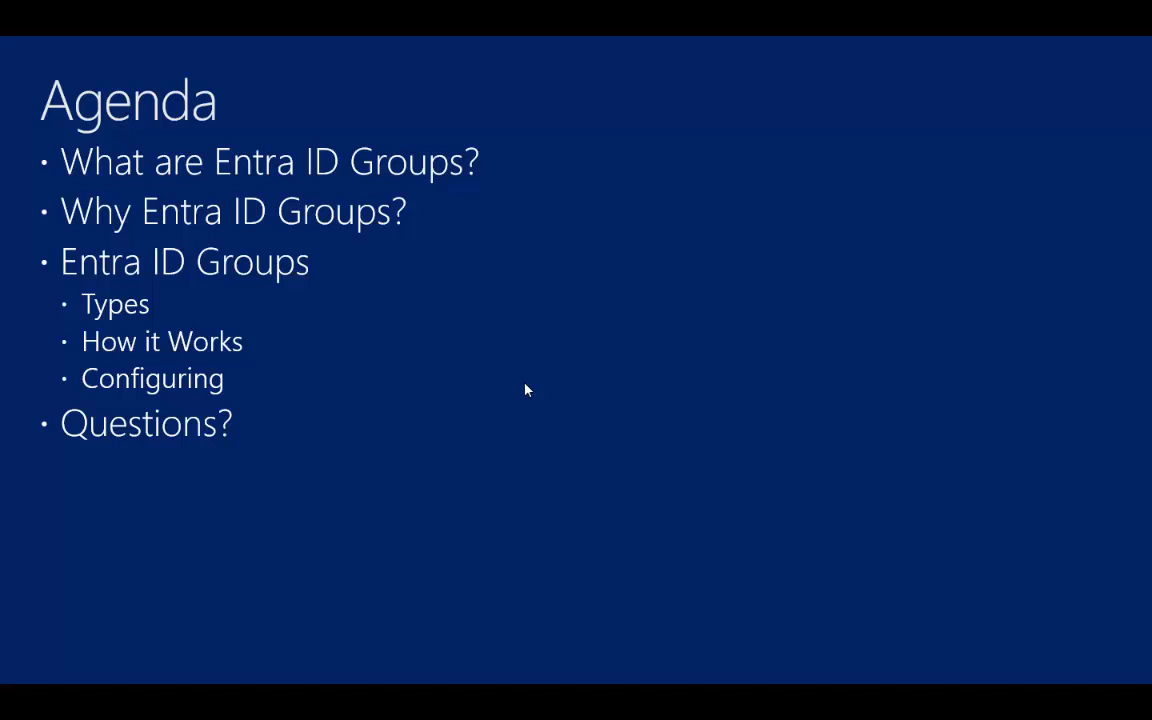 Agenda
• What are Entra ID Groups?
• Why Entra ID Groups?
• Entra ID Groups
• Types
• How it Works
• Configuring
• Questions?